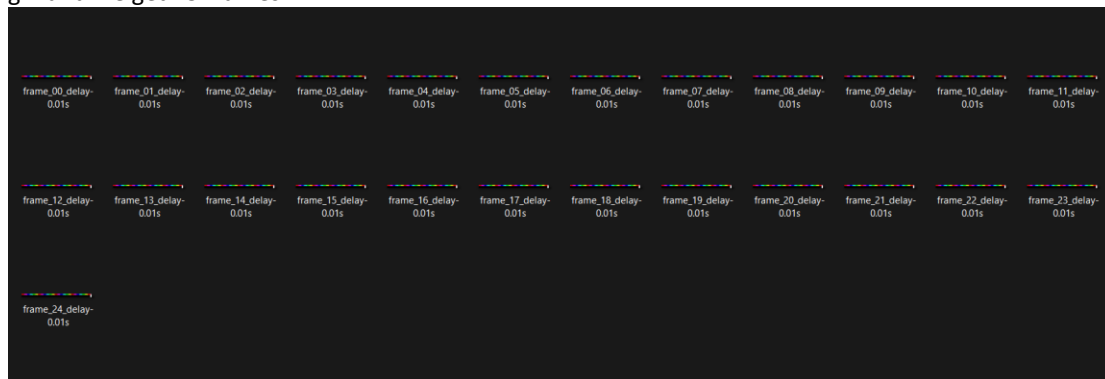 frame_00_delay- frame_01_delay- frame_02_delay- frame_03_delay- frame_04_delay- frame_05_delay- frame_06_delay- frame_07_delay- frame_08_delay- frame_09_delay- frame_10_delay- frame_11_delay-
0.01s 0.01s 0.01s 0.01s 0.01s 0.01s 0.01s 0.01s 0.01s 0.01s 0.01s 0.01s
frame_12_delay- frame_13_delay- frame_14_delay- frame_15_delay- frame_16_delay- frame_17_delay- frame_18_delay- frame_19_delay- frame_20_delay- frame_21_delay- frame_22_delay- frame_23_delay-
0.01s 0.01s 0.01s 0.01s 0.01s 0.01s 0.01s 0.01s 0.01s 0.01s 0.01s 0.01s
frame_24_delay-
0.01s